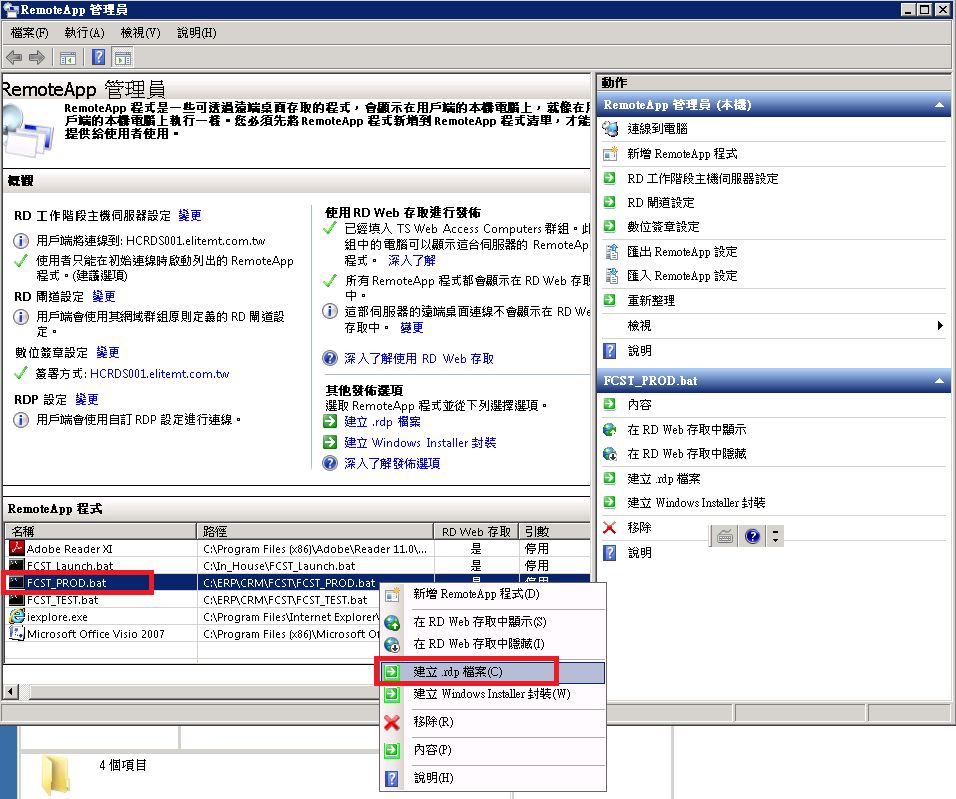 RemoteApp 管理員
檔案(F) 執行(A) 檢視(V) 說明(H)
RemoteApp 管理員
RemoteApp 程式是一些可透過遠端桌面存取的程式，會顯示在用戶端的本機電腦上，就像在用
戶端的本機電腦上執行一樣。您必須先將 RemoteApp 程式新增到 RemoteApp 程式清單，才能
提供給使用者使用。
概觀
RD 工作階段主機伺服器設定 變更
用戶端將連線到: HCRDS001.elitemt.com.tw
使用者只能在初始連線時啟動列出的 RemoteApp
程式。(建議選項)
RD 閘道設定 變更
用戶端會使用其網域群組原則定義的 RD 閘道設
定。
數位簽章設定 變更
簽署方式: HCRDS001.elitemt.com.tw
RDP 設定 變更
用戶端會使用自訂 RDP 設定進行連線。
使用 RD Web 存取進行發佈
已經填入 TS Web Access Computers 群組。此
組中的電腦可以顯示這台伺服器的 RemoteAp
程式。 深入了解
所有 RemoteApp 程式都會顯示在 RD Web 存取
中。
這部伺服器的遠端桌面連線不會顯示在 RD We
存取中。 變更
深入了解使用 RD Web 存取
其他發佈選項
選取 RemoteApp 程式並從下列選擇選項。
建立 .rdp 檔案
建立 Windows Installer 封裝
深入了解發佈選項
RemoteApp 程式
名稱 路徑 RD Web 存取 引數
Adobe Reader XI C:\Program Files (x86)\Adobe\Reader 11.0\... 是 停用
FCST_Launch.bat C:\In_House\FCST_Launch.bat 是 停用
FCST_PROD.bat C:\ERP\CRM\FCST\FCST_PROD.bat 是 停用
FCST_TEST.bat C:\ERP\CRM\FCST\FCST_TEST.bat
iexplore.exe C:\Program Files\Internet Explorer\
Microsoft Office Visio 2007 C:\Program Files (x86)\Microsoft Of
新增 RemoteApp 程式(D)
在 RD Web 存取中顯示(S)
在 RD Web 存取中隱藏(I)
建立 .rdp 檔案(C)
建立 Windows Installer 封裝(W)
移除(R)
內容(P)
說明(H)
動作
RemoteApp 管理員 (本機)
連線到電腦
新增 RemoteApp 程式
RD 工作階段主機伺服器設定
RD 閘道設定
數位簽章設定
匯出 RemoteApp 設定
匯入 RemoteApp 設定
重新整理
檢視
說明
FCST_PROD.bat
內容
在 RD Web 存取中顯示
在 RD Web 存取中隱藏
建立 .rdp 檔案
建立 Windows Installer 封裝
移除
說明
4 個項目